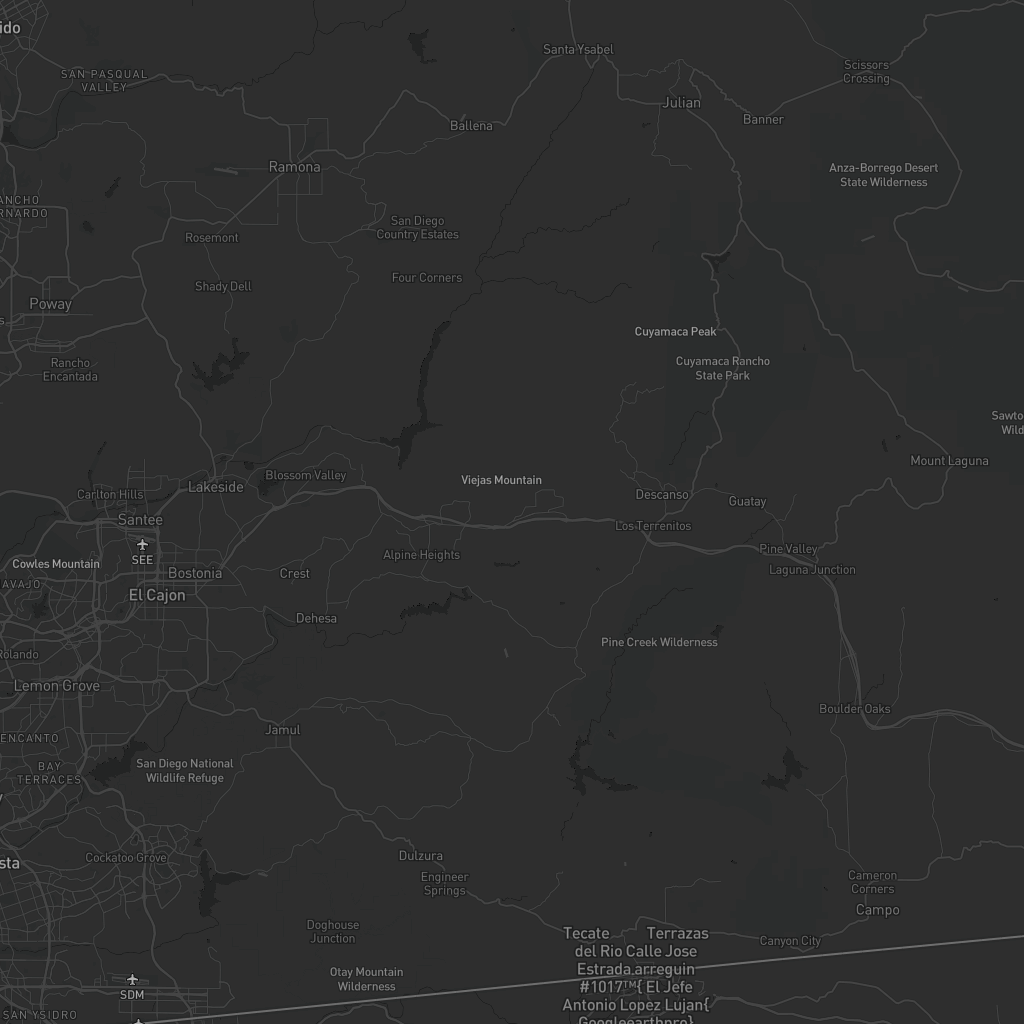 ido
Santa Ysabel
SAN PASQUAL
VALLEY
Scissors
Crossing
Julian
Banner
Ballena
Ramona
Anza-Borrego Desert
State Wilderness
ANCHO
RNARDO
San Diego
Country Estates
Rosemont
Four Corners
Shady Dell
Poway
s
Cuyamaca Peak
Rancho
Encantada
Cuyamaca Rancho
State Park
Sawto
Wild
Mount Laguna
Blossom Valley
Viejas Mountain
Lakeside
Carlton Hills
Descanso
Guatay
Santee
Los Terrenitos
SEE
Alpine Heights
Pine Valley
Cowles Mountain
Bostonia
Crest
Laguna Junction
AVAJO
El Cajon
Dehesa
Pine Creek Wilderness
Rolando
Lemon Grove
Boulder Oaks
Jamul
ENCANTO
BAY
TERRACES
San Diego National
Wildlife Refuge
y
Cockatoo Grove
Dulzura
sta
Engineer
Springs
Cameron
Corners
Campo
Doghouse
Junction
Tecate Terrazas
del Rio Calle Jose
Estrada,arreguin
#1017™{ El Jefe
Antonio Lopez Lujan{
Googleearthpro}
Canyon City
Otay Mountain
Wilderness
SDM
SAN YSIDRO